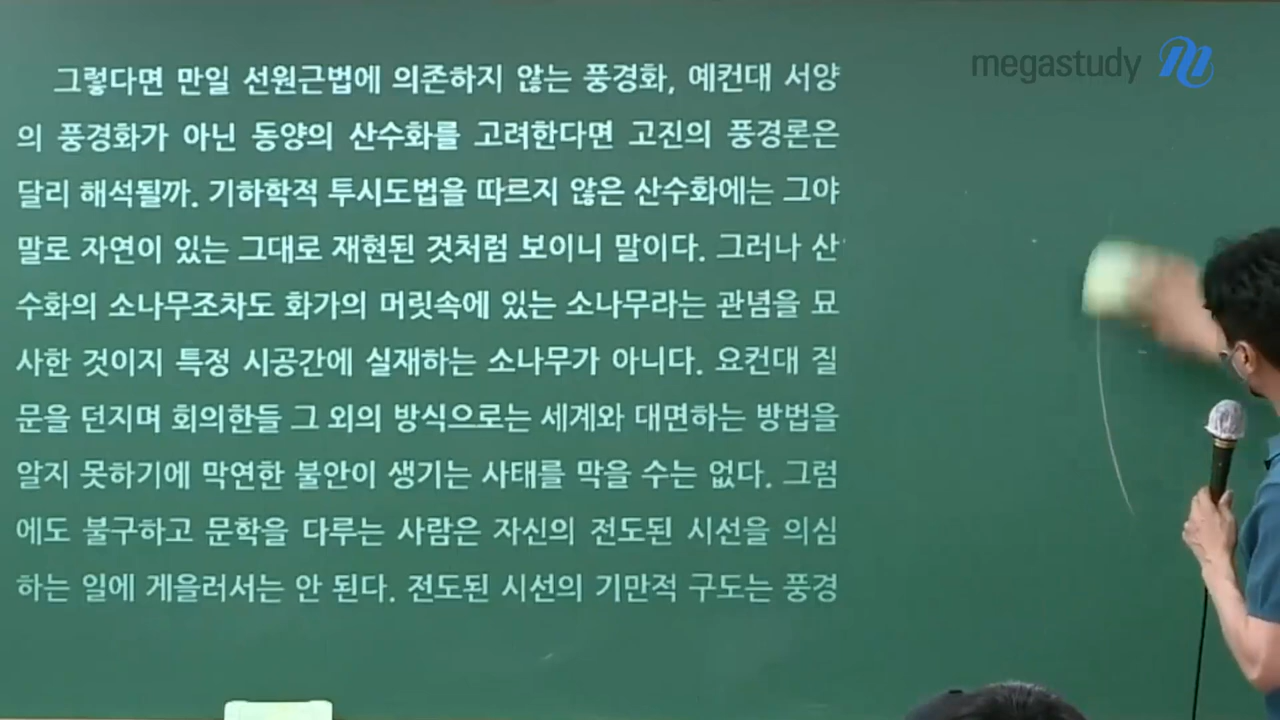 megastudy
그렇다면 만일 선원근법에 의존하지 않는 풍경화, 예컨대 서양
의 풍경화가 아닌 동양의 산수화를 고려한다면 고진의 풍경론은
달리 해석될까. 기하학적 투시도법을 따르지 않은 산수화에는 그야
말로 자연이 있는 그대로 재현된 것처럼 보이니 말이다. 그러나 산
수화의 소나무조차도 화가의 머릿속에 있는 소나무라는 관념을 묘
사한 것이지 특정 시공간에 실재하는 소나무가 아니다. 요컨대 질
문을 던지며 회의한들 그 외의 방식으로는 세계와 대면하는 방법을
알지 못하기에 막연한 불안이 생기는 사태를 막을 수는 없다. 그럼
에도 불구하고 문학을 다루는 사람은 자신의 전도된 시선을 의심
하는 일에 게을러서는 안 된다. 전도된 시선의 기만적 구도는 풍경